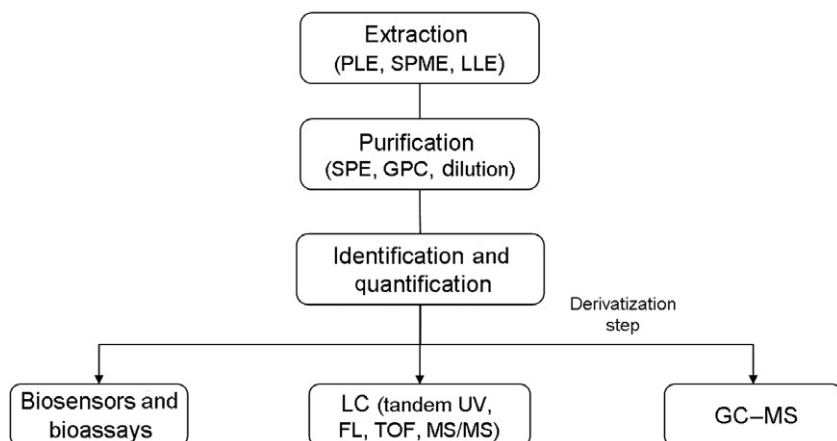 Extraction
(PLE, SPME, LLE)
Purification
(SPE, GPC, dilution)
Identification and
quantification
Derivatization
step
Biosensors and
bioassays
LC (tandem UV,
FL, TOF, MS/MS)
GC–MS